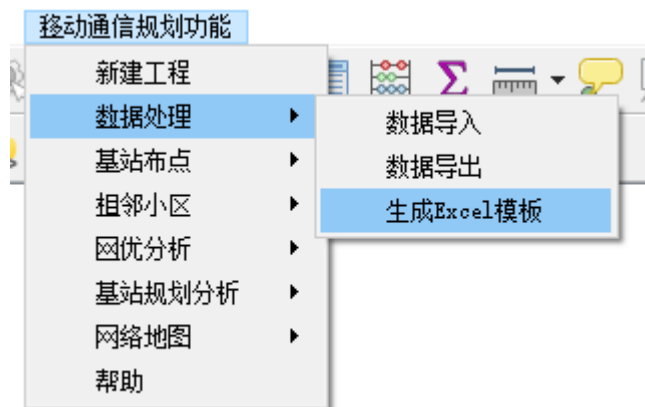 移动通信规划功能
新建工程
数据处理
数据导入
数据导出
生成Excel模板
基站布点
相邻小区
网优分析
基站规划分析
网络地图
帮助